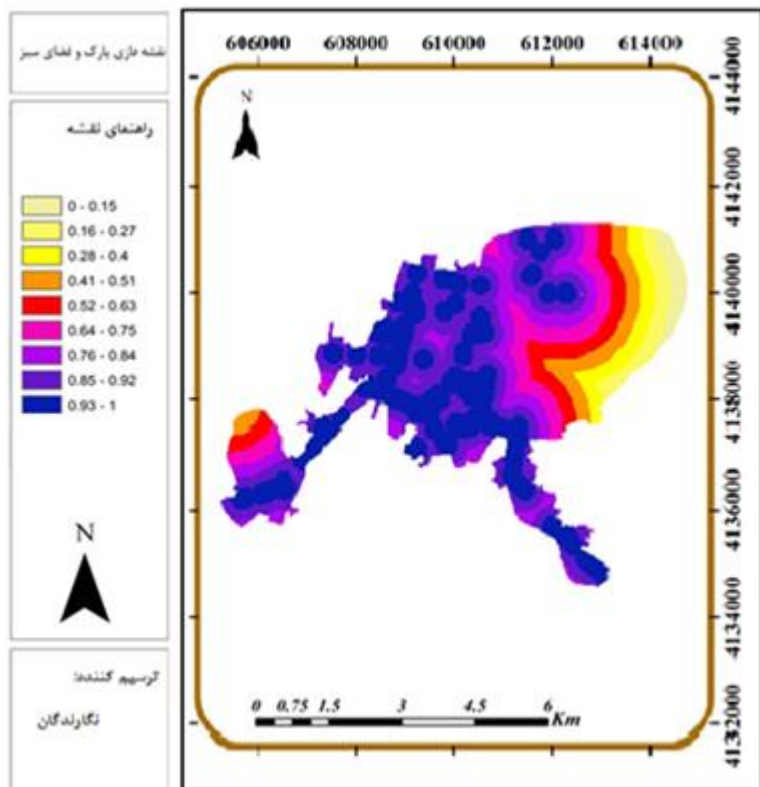 نقشه فازی پارک و فضای سبز
راهنمای نقشه
0 - 0.15
0.16 - 0.27
0.28 - 0.4
0.41 - 0.51
0.52 - 0.63
0.64 - 0.75
0.76 - 0.84
0.85 - 0.92
0.93 - 1
N
ترسیم کننده:
نگارندگان
606000 608000 610000 612000 614000
N
4144000
4142000
4140000
4138000
4136000
4134000
4132000
0 0.75 1.5 3 4.5 6
Km